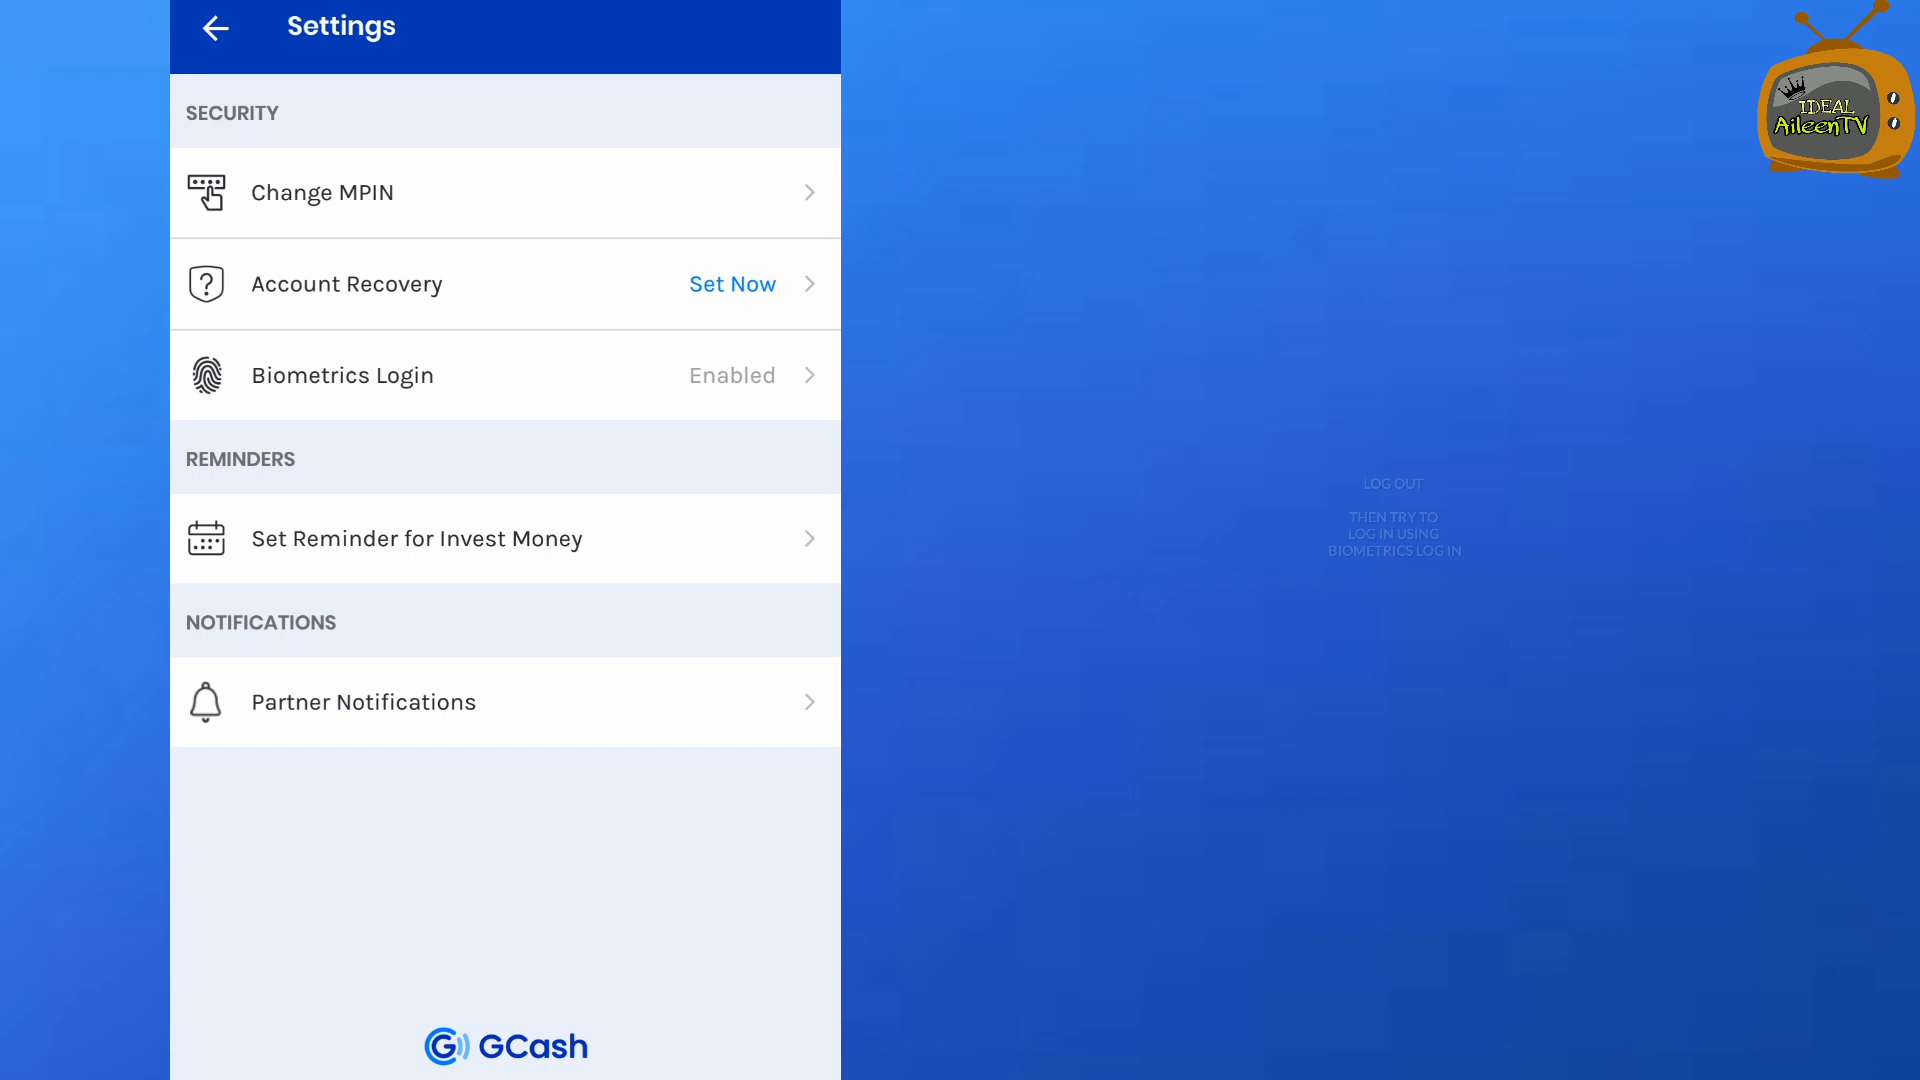 Settings
SECURITY
Change MPIN
Account Recovery
Set Now
Biometrics Login
Enabled
REMINDERS
Set Reminder for Invest Money
NOTIFICATIONS
Partner Notifications
GCash
IDEAL
AileenTV
LOG OUT
THEN TRY TO
LOG IN USING
BIOMETRICS LOG IN